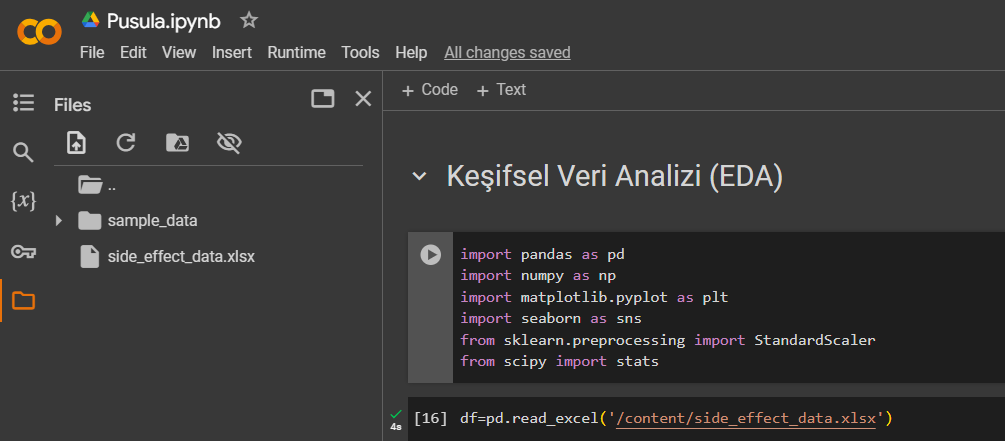 Pusula.ipynb
File Edit View Insert Runtime Tools Help All changes saved
Files
+ Code + Text
..
sample_data
side_effect_data.xlsx
{x}
Keşifsel Veri Analizi (EDA)
import pandas as pd
import numpy as np
import matplotlib.pyplot as plt
import seaborn as sns
from sklearn.preprocessing import StandardScaler
from scipy import stats
4s
[16] df=pd.read_excel('/content/side_effect_data.xlsx')